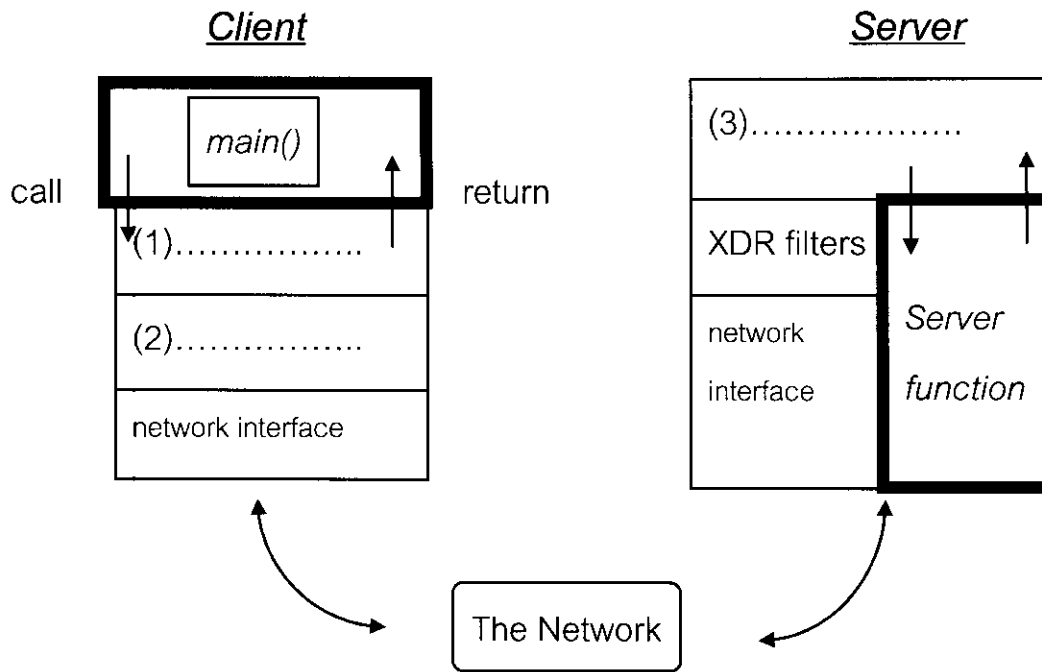 Client
main()
call
return
(1)..................
(2)..................
network interface
Server
(3).....................
XDR filters
network
interface
Server
function
The Network